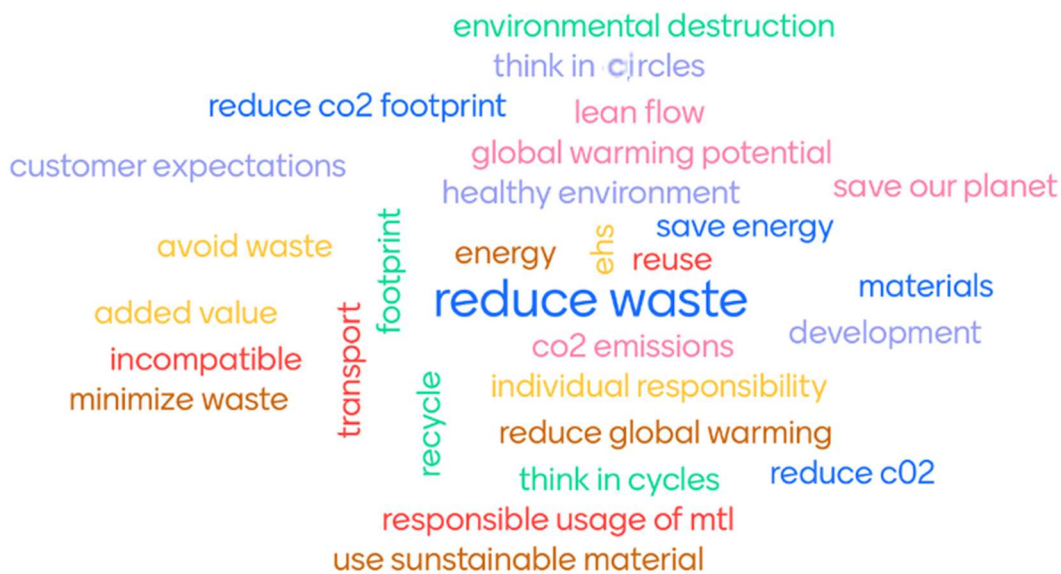 environmental destruction
think in circles
reduce co2 footprint
lean flow
global warming potential
customer expectations
healthy environment
save our planet
footprint
save energy
avoid waste
energy
ehs
reuse
reduce waste
materials
added value
transport
development
co2 emissions
incompatible
recycle
individual responsibility
minimize waste
reduce global warming
think in cycles
reduce c02
responsible usage of mtl
use sunstainable material